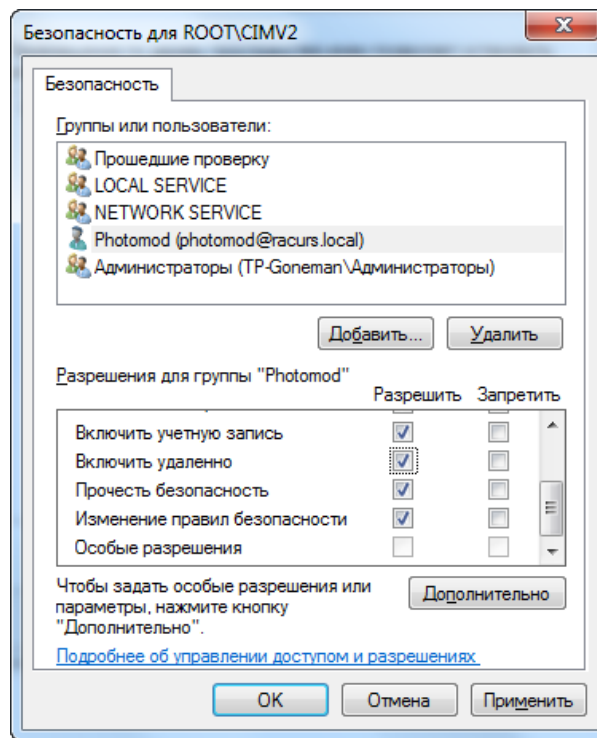 Безопасность для ROOT\CIMV2
Безопасность
Группы или пользователи:
Прошедшие проверку
LOCAL SERVICE
NETWORK SERVICE
Photomod (photomod@racurs.local)
Администраторы (TP-Goneman\Администраторы)
Добавить... Удалить
Разрешения для группы "Photomod"
Разрешить Запретить
Включить учетную запись
Включить удаленно
Прочесть безопасность
Изменение правил безопасности
Особые разрешения
Чтобы задать особые разрешения или
параметры, нажмите кнопку
"Дополнительно".
Дополнительно
Подробнее об управлении доступом и разрешениях
OK Отмена Применить